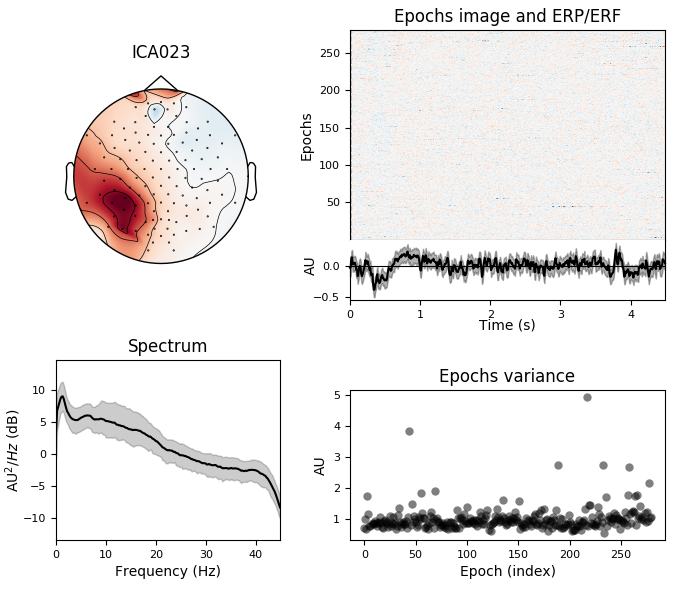 ICA023
Epochs image and ERP/ERF
Epochs
250
200
150
100
50
AU
0.0
−0.5
0 1 2 3 4
Time (s)
Spectrum
AU²/Hz (dB)
10
5
0
−5
−10
0 10 20 30 40
Frequency (Hz)
Epochs variance
AU
5
4
3
2
1
0 50 100 150 200 250
Epoch (index)